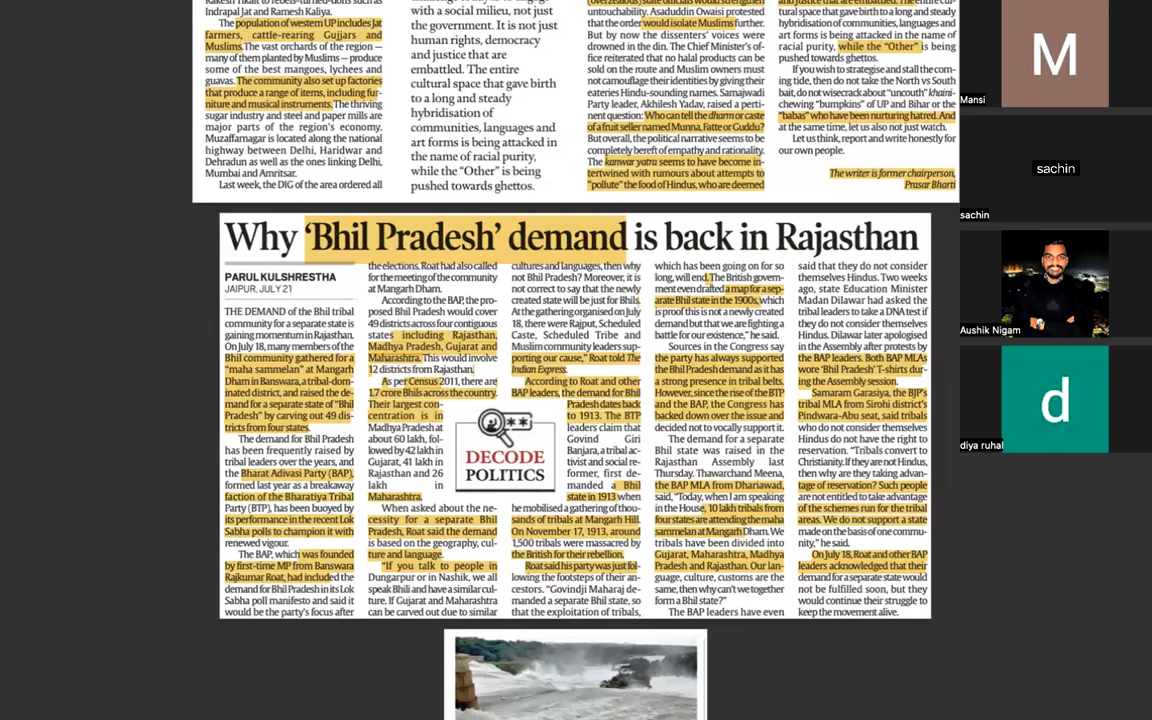 Rakesh Tikait to rebels-turned-dons such as
Indrapal Jat and Ramesh Kaliya.
The population of western UP includes Jat
farmers, cattle-rearing Gujjars and
Muslims. The vast orchards of the region —
many of them planted by Muslims — produce
some of the best mangoes, lychees and
guavas. The community also set up factories
that produce a range of items, including fur-
niture and musical instruments. The thriving
sugar industry and steel and paper mills are
major parts of the region's economy.
Muzaffarnagar is located along the national
highway between Delhi, Haridwar and
Dehradun as well as the ones linking Delhi,
Mumbai and Amritsar.
Last week, the DIG of the area ordered all
with a social milieu, not just
the government. It is not just
human rights, democracy
and justice that are
embattled. The entire
cultural space that gave birth
to a long and steady
hybridisation of
communities, languages and
art forms is being attacked in
the name of racial purity,
while the "Other" is being
pushed towards ghettos.
(overzealous) state officials would strengthen
untouchability. Asaduddin Owaisi protested
that the order would isolate Muslims further.
But by now the dissenters' voices were
drowned in the din. The Chief Minister's of-
fice reiterated that no halal products can be
sold on the route and Muslim owners must
not camouflage their identities by giving their
eateries Hindu-sounding names. Samajwadi
Party leader, Akhilesh Yadav, raised a perti-
nent question: Who can tell the dharm or caste
of a fruit seller named Munna, Fatte or Guddu?
But overall, the political narrative seems to be
completely bereft of empathy and rationality.
The kanwar yatra seems to have become in-
tertwined with rumours about attempts to
"pollute" the food of Hindus, who are deemed
and justice that are embattled. The entire cul-
tural space that gave birth to a long and steady
hybridisation of communities, languages and
art forms is being attacked in the name of
racial purity, while the "Other" is being
pushed towards ghettos.
If you wish to strategise and stall the com-
ing tide, then do not take the North vs South
bait, do not wisecrack about "uncouth" khaini-
chewing "bumpkins" of UP and Bihar or the
"babas" who have been nurturing hatred. And
at the same time, let us also not just watch.
Let us think, report and write honestly for
our own people.
The writer is former chairperson,
Prasar Bharti
Why 'Bhil Pradesh' demand is back in Rajasthan
PARUL KULSHRESTHA
JAIPUR, JULY 21
THE DEMAND of the Bhil tribal
community for a separate state is
gaining momentum in Rajasthan.
On July 18, many members of the
Bhil community gathered for a
"maha sammelan" at Mangarh
Dham in Banswara, a tribal-dom-
inated district, and raised the de-
mand for a separate state of "Bhil
Pradesh" by carving out 49 dis-
tricts from four states.
The demand for Bhil Pradesh
has been frequently raised by
tribal leaders over the years, and
the Bharat Adivasi Party (BAP),
formed last year as a breakaway
faction of the Bharatiya Tribal
Party (BTP), has been buoyed by
its performance in the recent Lok
Sabha polls to champion it with
renewed vigour.
The BAP, which was founded
by first-time MP from Banswara
Rajkumar Roat, had included the
demand for Bhil Pradesh in its Lok
Sabha poll manifesto and said it
would be the party's focus after
the elections. Roat had also called
for the meeting of the community
at Mangarh Dham.
According to the BAP, the pro-
posed Bhil Pradesh would cover
49 districts across four contiguous
states including Rajasthan,
Madhya Pradesh, Gujarat and
Maharashtra. This would involve
12 districts from Rajasthan.
As per Census 2011, there are
1.7 crore Bhils across the country.
Their largest con-
centration is in
Madhya Pradesh at
about 60 lakh, fol-
lowed by 42 lakh in
Gujarat, 41 lakh in
Rajasthan and 26
lakh in
Maharashtra.
When asked about the ne-
cessity for a separate Bhil
Pradesh, Roat said the demand
is based on the geography, cul-
ture and language.
"If you talk to people in
Dungarpur or in Nashik, we all
speak Bhili and have a similar cul-
ture. If Gujarat and Maharashtra
can be carved out due to similar
cultures and languages, then why
not Bhil Pradesh? Moreover, it is
not correct to say that the newly
created state will be just for Bhils.
At the gathering organised on July
18, there were Rajput, Scheduled
Caste, Scheduled Tribe and
Muslim community leaders sup-
porting our cause," Roat told The
Indian Express.
According to Roat and other
BAP leaders, the demand for Bhil
Pradesh dates back
to 1913. The BTP
leaders claim that
Govind Giri
Banjara, a tribal ac-
tivist and social re-
former, first de-
manded a Bhil
state in 1913 when
he mobilised a gathering of thou-
sands of tribals at Mangarh Hill.
On November 17, 1913, around
1,500 tribals were massacred by
the British for their rebellion.
Roat said his party was just fol-
lowing the footsteps of their an-
cestors. "Govindji Maharaj de-
manded a separate Bhil State, so
that the exploitation of tribals,
DECODE
POLITICS
which has been going on for so
long, will end. The British govern-
ment even drafted a map for a sep-
arate Bhil state in the 1900s, which
is proof this is not a newly created
demand but that we are fighting a
battle for our existence," he said.
Sources in the Congress say
the party has always supported
the Bhil Pradesh demand as it has
a strong presence in tribal belts.
However, since the rise of the BTP
and the BAP, the Congress has
backed down over the issue and
decided not to vocally support it.
The demand for a separate
Bhil state was raised in the
Rajasthan Assembly last
Thursday. Thawarchand Meena,
the BAP MLA from Dhariawad,
said, "Today, when I am speaking
in the House, 10 lakh tribals from
four states are attending the maha
sammelan at Mangarh Dham. We
tribals have been divided into
Gujarat, Maharashtra, Madhya
Pradesh and Rajasthan. Our lan-
guage, culture, customs are the
same, then why can't we together
form a Bhil state?"
The BAP leaders have even
said that they do not consider
themselves Hindu. Two weeks
ago, state Education Minister
Madan Dilawar had asked the
tribal leaders to take a DNA test if
they do not consider themselves
Hindu. Dilawar later apologised
in the Assembly after protests by
the BAP leaders. Both BAP MLAs
wore 'Bhil Pradesh' T-shirts dur-
ing the Assembly session.
Samaram Garasiya, the BJP's
tribal MLA from Sirohi district's
Pindwara-Abu seat, said tribals
who do not consider themselves
Hindus do not have the right to
reservation. "Tribals convert to
Christianity. If they are not Hindus,
then why are they taking advan-
tage of reservation? Such people
are not entitled to take advantage
of the schemes run for the tribal
areas. We do not support a state
made on the basis of one commu-
nity," he said.
On July 18, Roat and other BAP
leaders acknowledged that their
demand for a separate state would
not be fulfilled soon, but they
would continue their struggle to
keep the movement alive.
M
Mansi
sachin
sachin
Aushik Nigam
d
diya ruhal